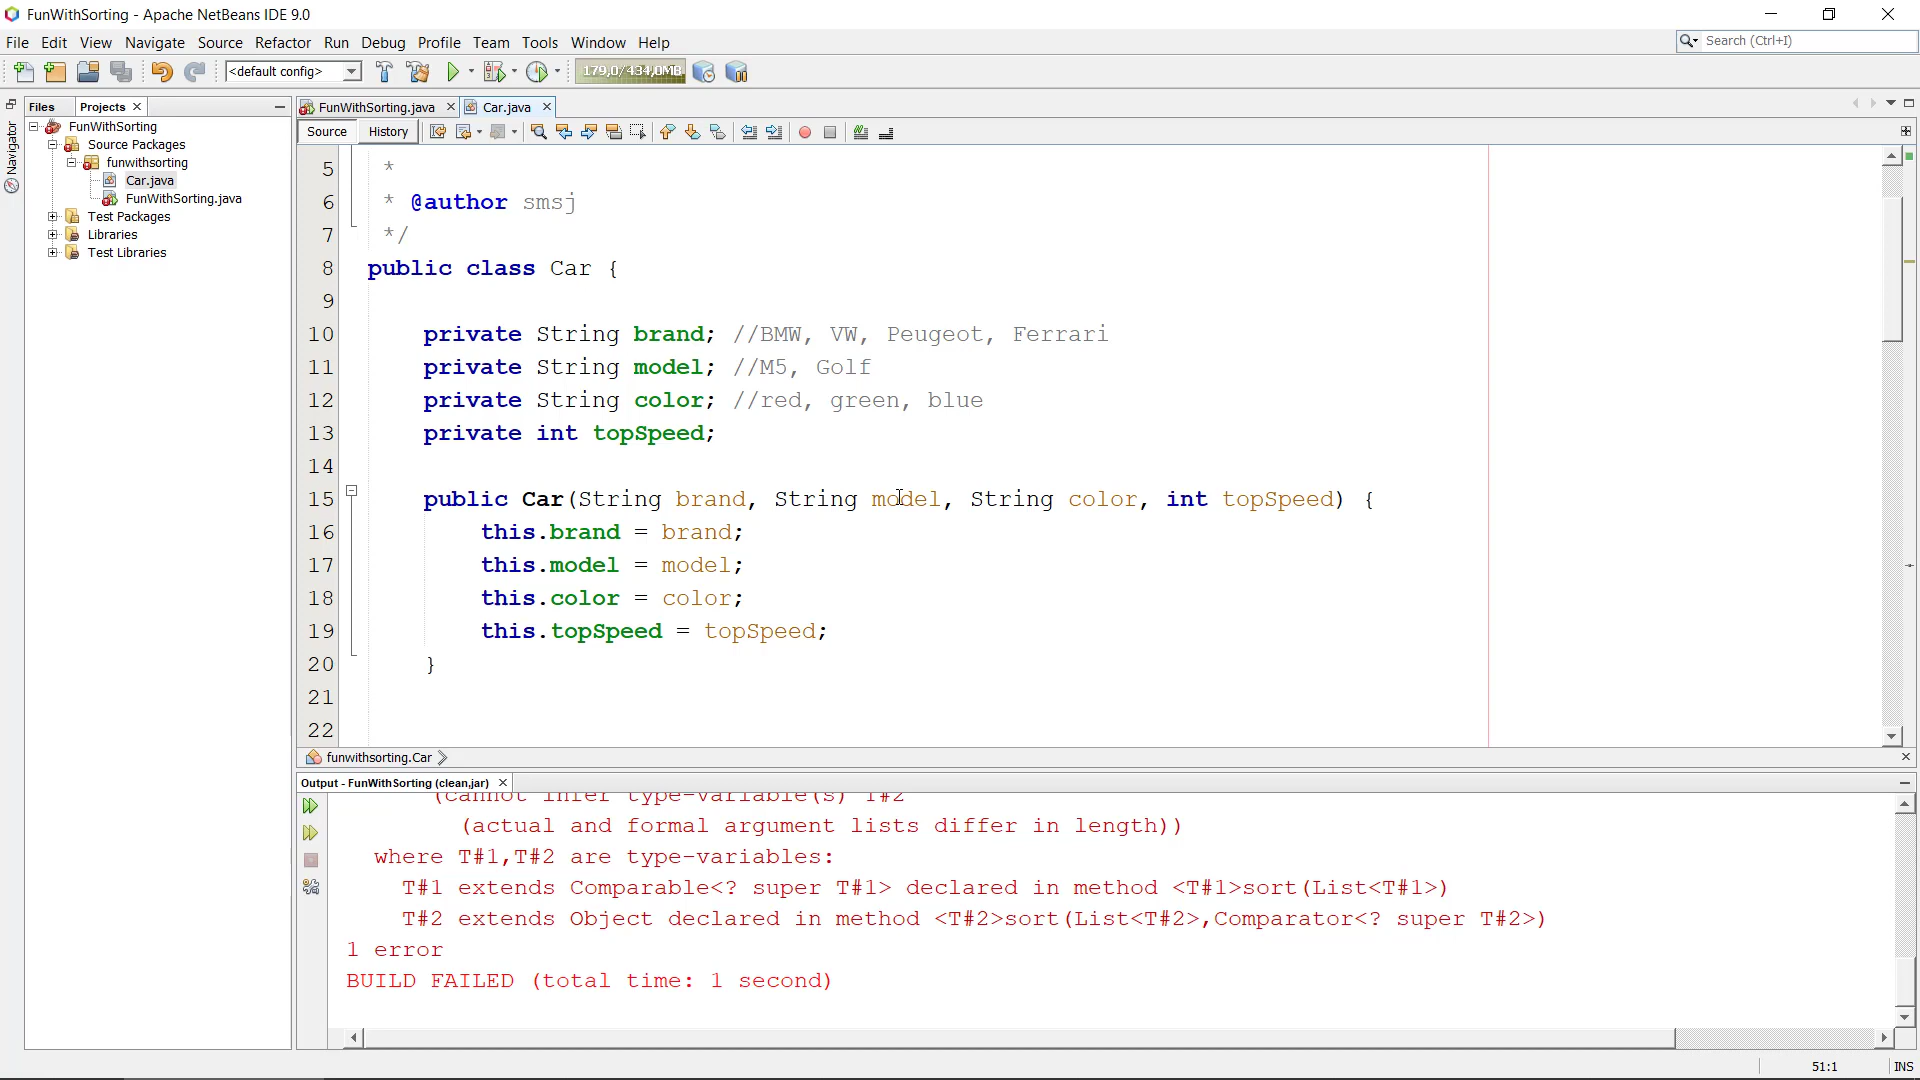 FunWithSorting - Apache NetBeans IDE 9.0
File Edit View Navigate Source Refactor Run Debug Profile Team Tools Window Help
Search (Ctrl+I)
<default config>
179,0/434,0MB
Files Projects
FunWithSorting.java Car.java
Navigator
FunWithSorting
Source Packages
funwithsorting
Car.java
FunWithSorting.java
Test Packages
Libraries
Test Libraries
Source History
5 *
6 * @author smsj
7 */
8 public class Car {
9
10 private String brand; //BMW, VW, Peugeot, Ferrari
11 private String model; //M5, Golf
12 private String color; //red, green, blue
13 private int topSpeed;
14
15 public Car(String brand, String model, String color, int topSpeed) {
16 this.brand = brand;
17 this.model = model;
18 this.color = color;
19 this.topSpeed = topSpeed;
20 }
21
22
funwithsorting.Car
Output - FunWithSorting (clean,jar)
(cannot infer type-variable(s) T#2
(actual and formal argument lists differ in length))
where T#1,T#2 are type-variables:
T#1 extends Comparable<? super T#1> declared in method <T#1>sort(List<T#1>)
T#2 extends Object declared in method <T#2>sort(List<T#2>,Comparator<? super T#2>)
1 error
BUILD FAILED (total time: 1 second)
51:1 INS